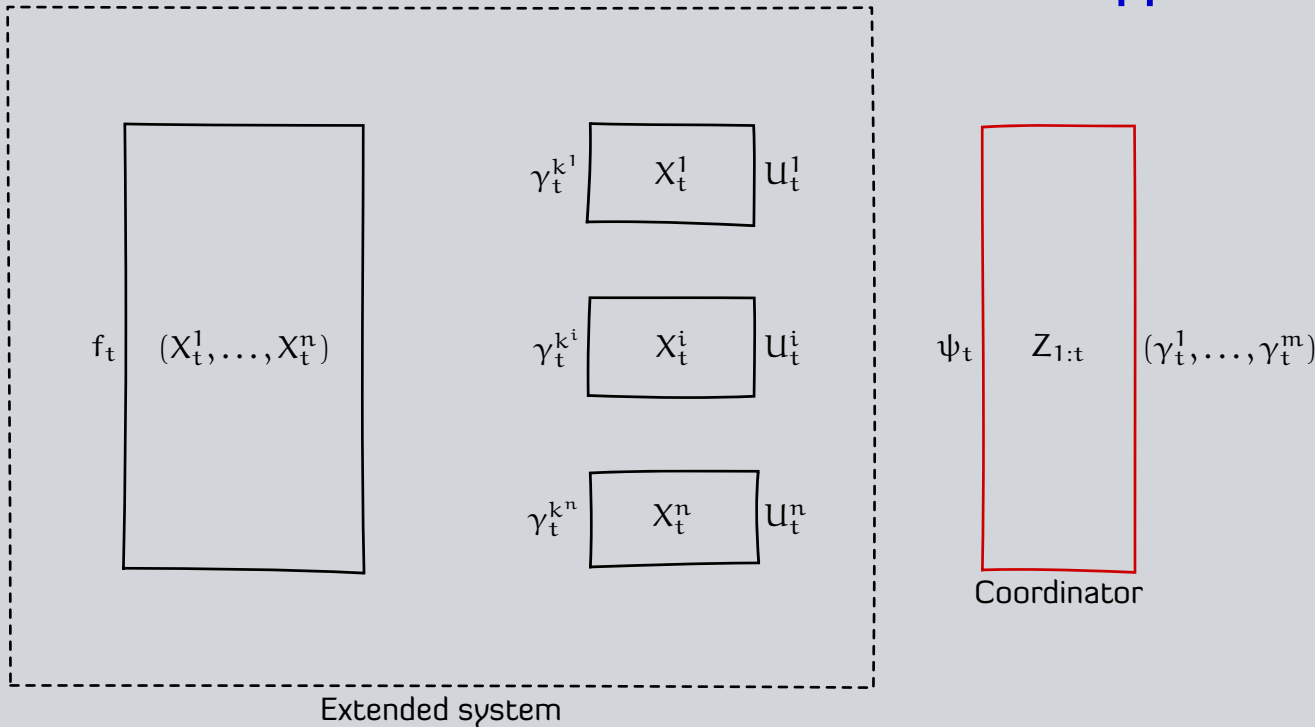 f_t (X_t^1, ..., X_t^n)
γ_t^{k^1} X_t^1 U_t^1
γ_t^{k^i} X_t^i U_t^i
γ_t^{k^n} X_t^n U_t^n
Extended system
ψ_t Z_{1:t} (γ_t^1, ..., γ_t^m)
Coordinator